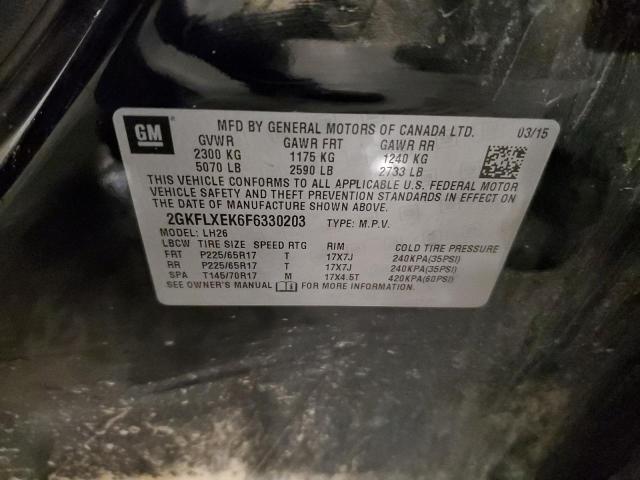 GM
MFD BY GENERAL MOTORS OF CANADA LTD. 03/15
GVWR GAWR FRT GAWR RR
2300 KG 1175 KG 1240 KG
5070 LB 2590 LB 2733 LB
THIS VEHICLE CONFORMS TO ALL APPLICABLE U.S. FEDERAL MOTOR
VEHICLE SAFETY AND THEFT PREVENTION STANDARDS IN EFFECT ON
THE DATE OF MANUFACTURE SHOWN ABOVE.
2GKFLXEK6F6330203 TYPE: M.P.V.
MODEL: LH26
LBCW TIRE SIZE SPEED RTG RIM COLD TIRE PRESSURE
FRT P225/65R17 T 17X7J 240KPA(35PSI)
RR P225/65R17 T 17X7J 240KPA(35PSI)
SPA T145/70R17 M 17X4.5T 420KPA(60PSI)
SEE OWNER'S MANUAL FOR MORE INFORMATION.